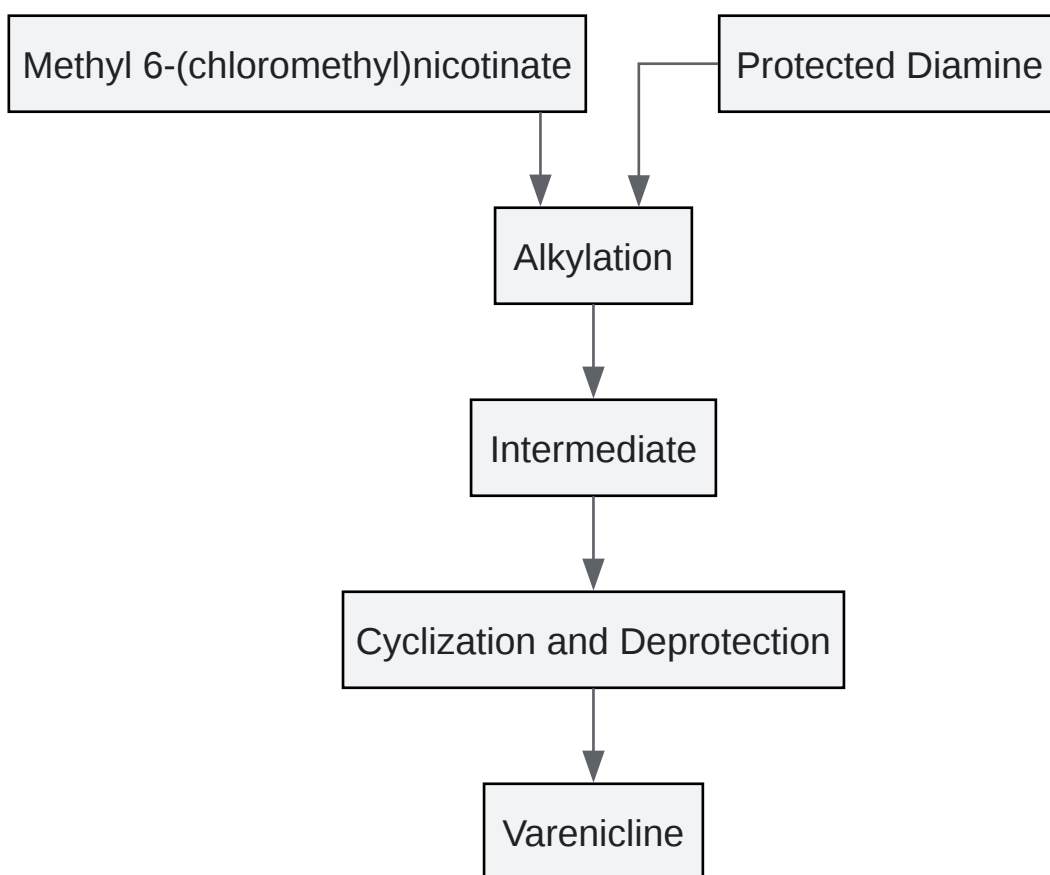 Methyl 6-(chloromethyl)nicotinate
Protected Diamine
Alkylation
Intermediate
Cyclization and Deprotection
Varenicline